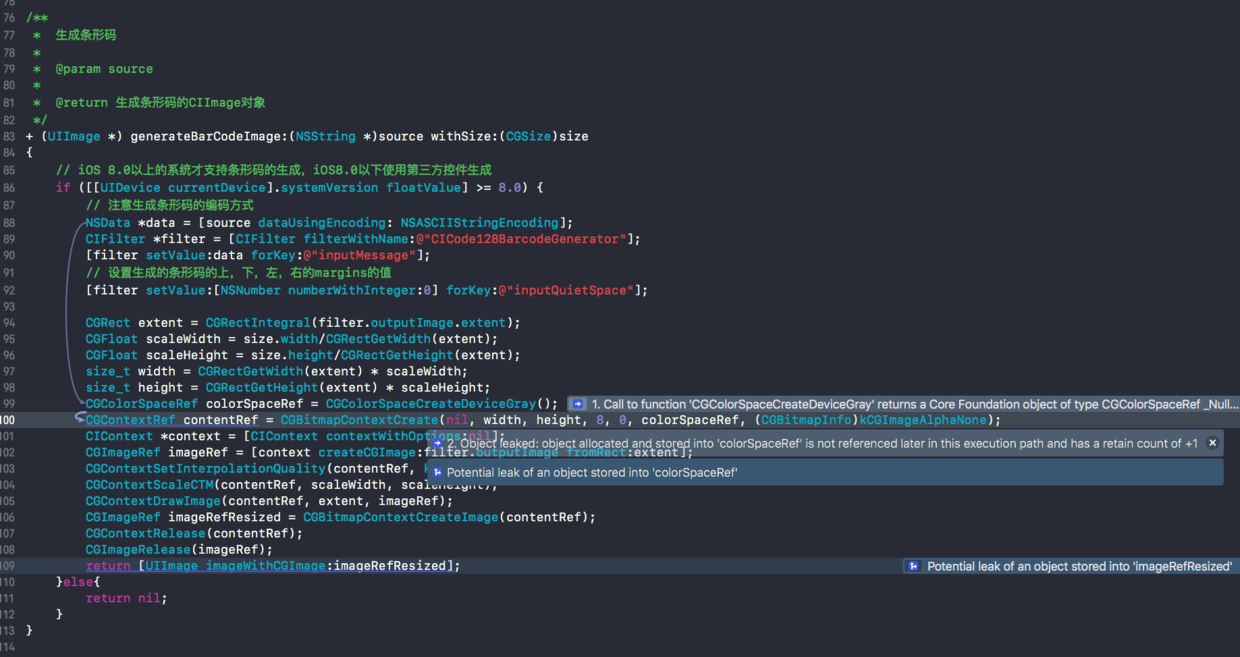 75
76 /**
77 * 生成条形码
78 *
79 * @param source
80 *
81 * @return 生成条形码的CIImage对象
82 */
83 + (UIImage *) generateBarCodeImage:(NSString *)source withSize:(CGSize)size
84 {
85 // iOS 8.0以上的系统才支持条形码的生成，iOS8.0以下使用第三方控件生成
86 if ([[UIDevice currentDevice].systemVersion floatValue] >= 8.0) {
87 // 注意生成条形码的编码方式
88 NSData *data = [source dataUsingEncoding: NSASCIIStringEncoding];
89 CIFilter *filter = [CIFilter filterWithName:@"CICode128BarcodeGenerator"];
90 [filter setValue:data forKey:@"inputMessage"];
91 // 设置生成的条形码的上，下，左，右的margins的值
92 [filter setValue:[NSNumber numberWithInteger:0] forKey:@"inputQuietSpace"];
93
94 CGRect extent = CGRectIntegral(filter.outputImage.extent);
95 CGFloat scaleWidth = size.width/CGRectGetWidth(extent);
96 CGFloat scaleHeight = size.height/CGRectGetHeight(extent);
97 size_t width = CGRectGetWidth(extent) * scaleWidth;
98 size_t height = CGRectGetHeight(extent) * scaleHeight;
99 CGColorSpaceRef colorSpaceRef = CGColorSpaceCreateDeviceGray(); 1. Call to function 'CGColorSpaceCreateDeviceGray' returns a Core Foundation object of type CGColorSpaceRef _Null...
100 CGContextRef contentRef = CGBitmapContextCreate(nil, width, height, 8, 0, colorSpaceRef, (CGBitmapInfo)kCGImageAlphaNone);
101 CIContext *context = [CIContext contextWithOptions:nil];
2. Object leaked: object allocated and stored into 'colorSpaceRef' is not referenced later in this execution path and has a retain count of +1
102 CGImageRef imageRef = [context createCGImage:filter.outputImage fromRect:extent];
103 CGContextSetInterpolationQuality(contentRef,
Potential leak of an object stored into 'colorSpaceRef'
104 CGContextScaleCTM(contentRef, scaleWidth, scaleHeight);
105 CGContextDrawImage(contentRef, extent, imageRef);
106 CGImageRef imageRefResized = CGBitmapContextCreateImage(contentRef);
107 CGContextRelease(contentRef);
108 CGImageRelease(imageRef);
109 return [UIImage imageWithCGImage:imageRefResized]; Potential leak of an object stored into 'imageRefResized'
110 }else{
111 return nil;
112 }
113 }
114